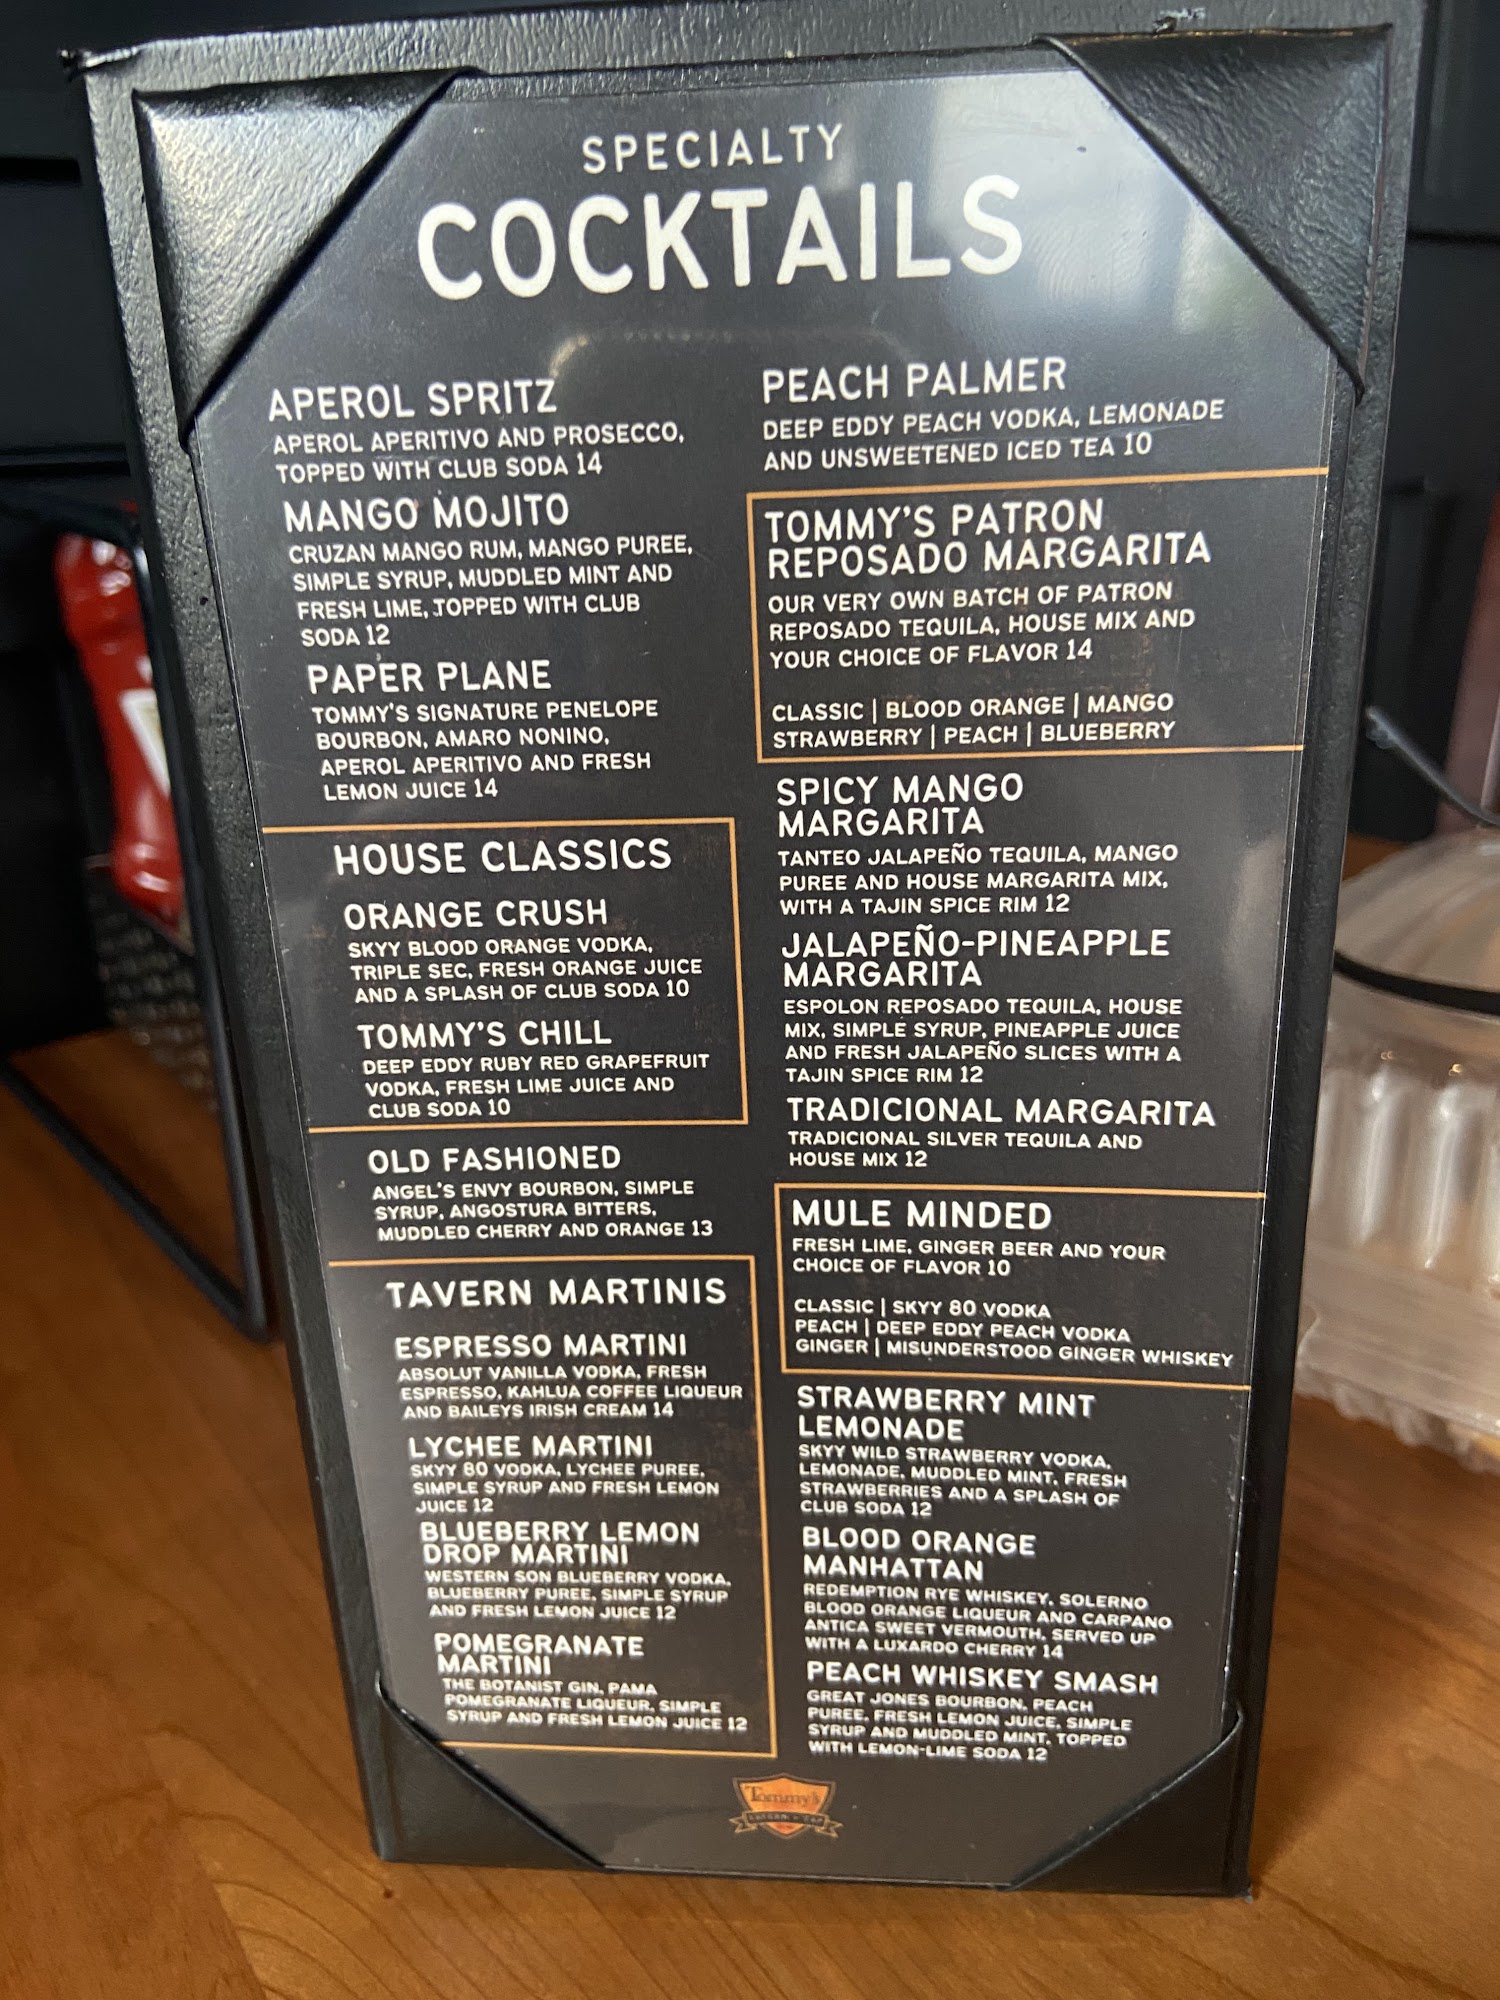 SPECIALTY
COCKTAILS
APEROL SPRITZ
APEROL APERITIVO AND PROSECCO,
TOPPED WITH CLUB SODA 14
MANGO MOJITO
CRUZAN MANGO RUM, MANGO PUREE,
SIMPLE SYRUP, MUDDLED MINT AND
FRESH LIME, TOPPED WITH CLUB
SODA 12
PAPER PLANE
TOMMY'S SIGNATURE PENELOPE
BOURBON, AMARO NONINO,
APEROL APERITIVO AND FRESH
LEMON JUICE 14
HOUSE CLASSICS
ORANGE CRUSH
SKYY BLOOD ORANGE VODKA,
TRIPLE SEC, FRESH ORANGE JUICE
AND A SPLASH OF CLUB SODA 10
TOMMY'S CHILL
DEEP EDDY RUBY RED GRAPEFRUIT
VODKA, FRESH LIME JUICE AND
CLUB SODA 10
OLD FASHIONED
ANGEL'S ENVY BOURBON, SIMPLE
SYRUP, ANGOSTURA BITTERS,
MUDDLED CHERRY AND ORANGE 13
TAVERN MARTINIS
ESPRESSO MARTINI
ABSOLUT VANILLA VODKA, FRESH
ESPRESSO, KAHLUA COFFEE LIQUEUR
AND BAILEYS IRISH CREAM 14
LYCHEE MARTINI
SKYY 80 VODKA, LYCHEE PUREE,
SIMPLE SYRUP AND FRESH LEMON
JUICE 12
BLUEBERRY LEMON
DROP MARTINI
WESTERN SON BLUEBERRY VODKA,
BLUEBERRY PUREE, SIMPLE SYRUP
AND FRESH LEMON JUICE 12
POMEGRANATE
MARTINI
THE BOTANIST GIN, PAMA
POMEGRANATE LIQUEUR, SIMPLE
SYRUP AND FRESH LEMON JUICE 12
PEACH PALMER
DEEP EDDY PEACH VODKA, LEMONADE
AND UNSWEETENED ICED TEA 10
TOMMY'S PATRON
REPOSADO MARGARITA
OUR VERY OWN BATCH OF PATRON
REPOSADO TEQUILA, HOUSE MIX AND
YOUR CHOICE OF FLAVOR 14
CLASSIC | BLOOD ORANGE | MANGO
STRAWBERRY | PEACH | BLUEBERRY
SPICY MANGO
MARGARITA
TANTEO JALAPEÑO TEQUILA, MANGO
PUREE AND HOUSE MARGARITA MIX,
WITH A TAJIN SPICE RIM 12
JALAPEÑO-PINEAPPLE
MARGARITA
ESPOLON REPOSADO TEQUILA, HOUSE
MIX, SIMPLE SYRUP, PINEAPPLE JUICE
AND FRESH JALAPEÑO SLICES WITH A
TAJIN SPICE RIM 12
TRADICIONAL MARGARITA
TRADICIONAL SILVER TEQUILA AND
HOUSE MIX 12
MULE MINDED
FRESH LIME, GINGER BEER AND YOUR
CHOICE OF FLAVOR 10
CLASSIC | SKYY 80 VODKA
PEACH | DEEP EDDY PEACH VODKA
GINGER | MISUNDERSTOOD GINGER WHISKEY
STRAWBERRY MINT
LEMONADE
SKYY WILD STRAWBERRY VODKA,
LEMONADE, MUDDLED MINT, FRESH
STRAWBERRIES AND A SPLASH OF
CLUB SODA 12
BLOOD ORANGE
MANHATTAN
REDEMPTION RYE WHISKEY, SOLERNO
BLOOD ORANGE LIQUEUR AND CARPANO
ANTICA SWEET VERMOUTH, SERVED UP
WITH A LUXARDO CHERRY 14
PEACH WHISKEY SMASH
GREAT JONES BOURBON, PEACH
PUREE, FRESH LEMON JUICE, SIMPLE
SYRUP AND MUDDLED MINT, TOPPED
WITH LEMON-LIME SODA 12
Tommy's